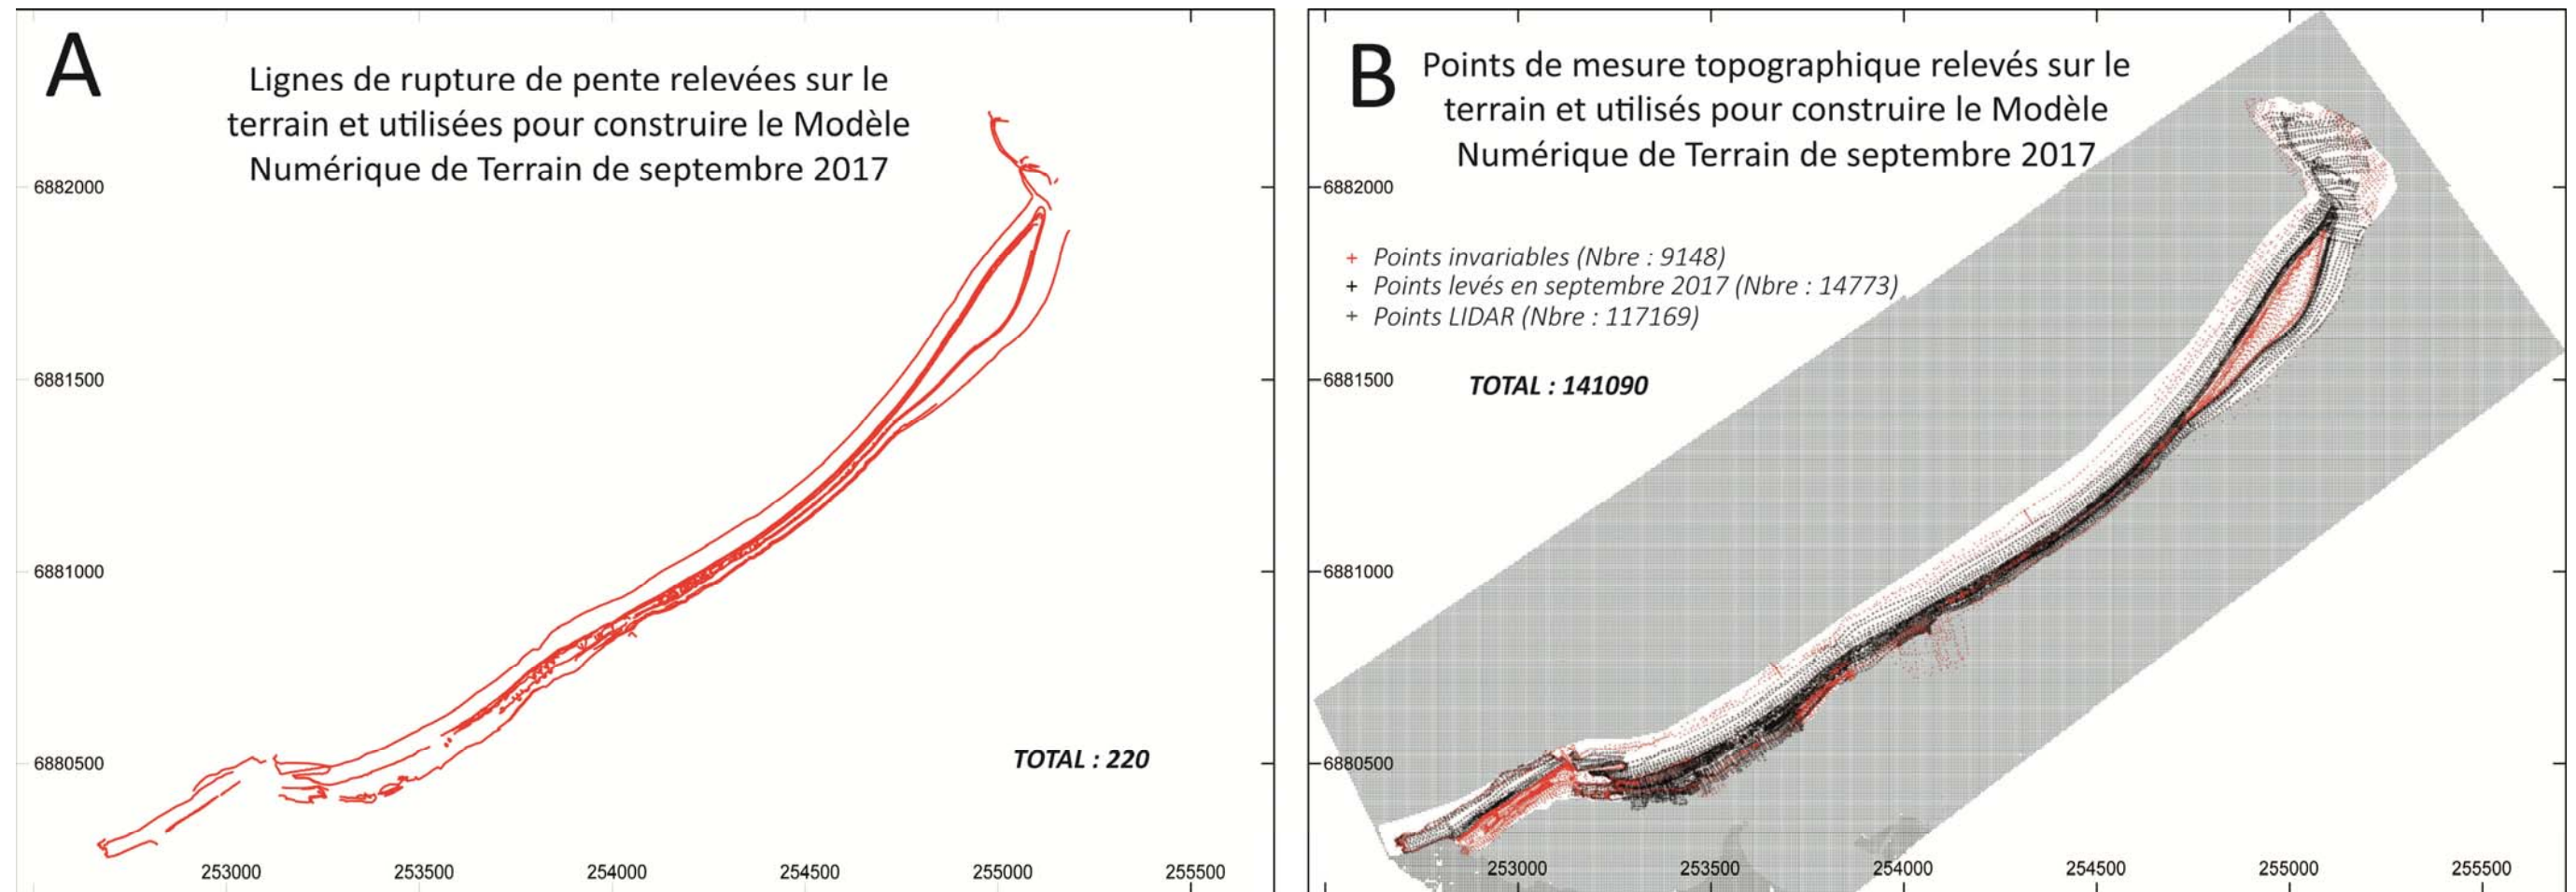 A
Lignes de rupture de pente relevées sur le
terrain et utilisées pour construire le Modèle
Numérique de Terrain de septembre 2017
6882000
6881500
6881000
6880500
TOTAL : 220
253000 253500 254000 254500 255000 255500
B
Points de mesure topographique relevés sur le
terrain et utilisés pour construire le Modèle
Numérique de Terrain de septembre 2017
6882000
+ Points invariables (Nbre : 9148)
+ Points levés en septembre 2017 (Nbre : 14773)
+ Points LIDAR (Nbre : 117169)
6881500
TOTAL : 141090
6881000
6880500
253000 253500 254000 254500 255000 255500